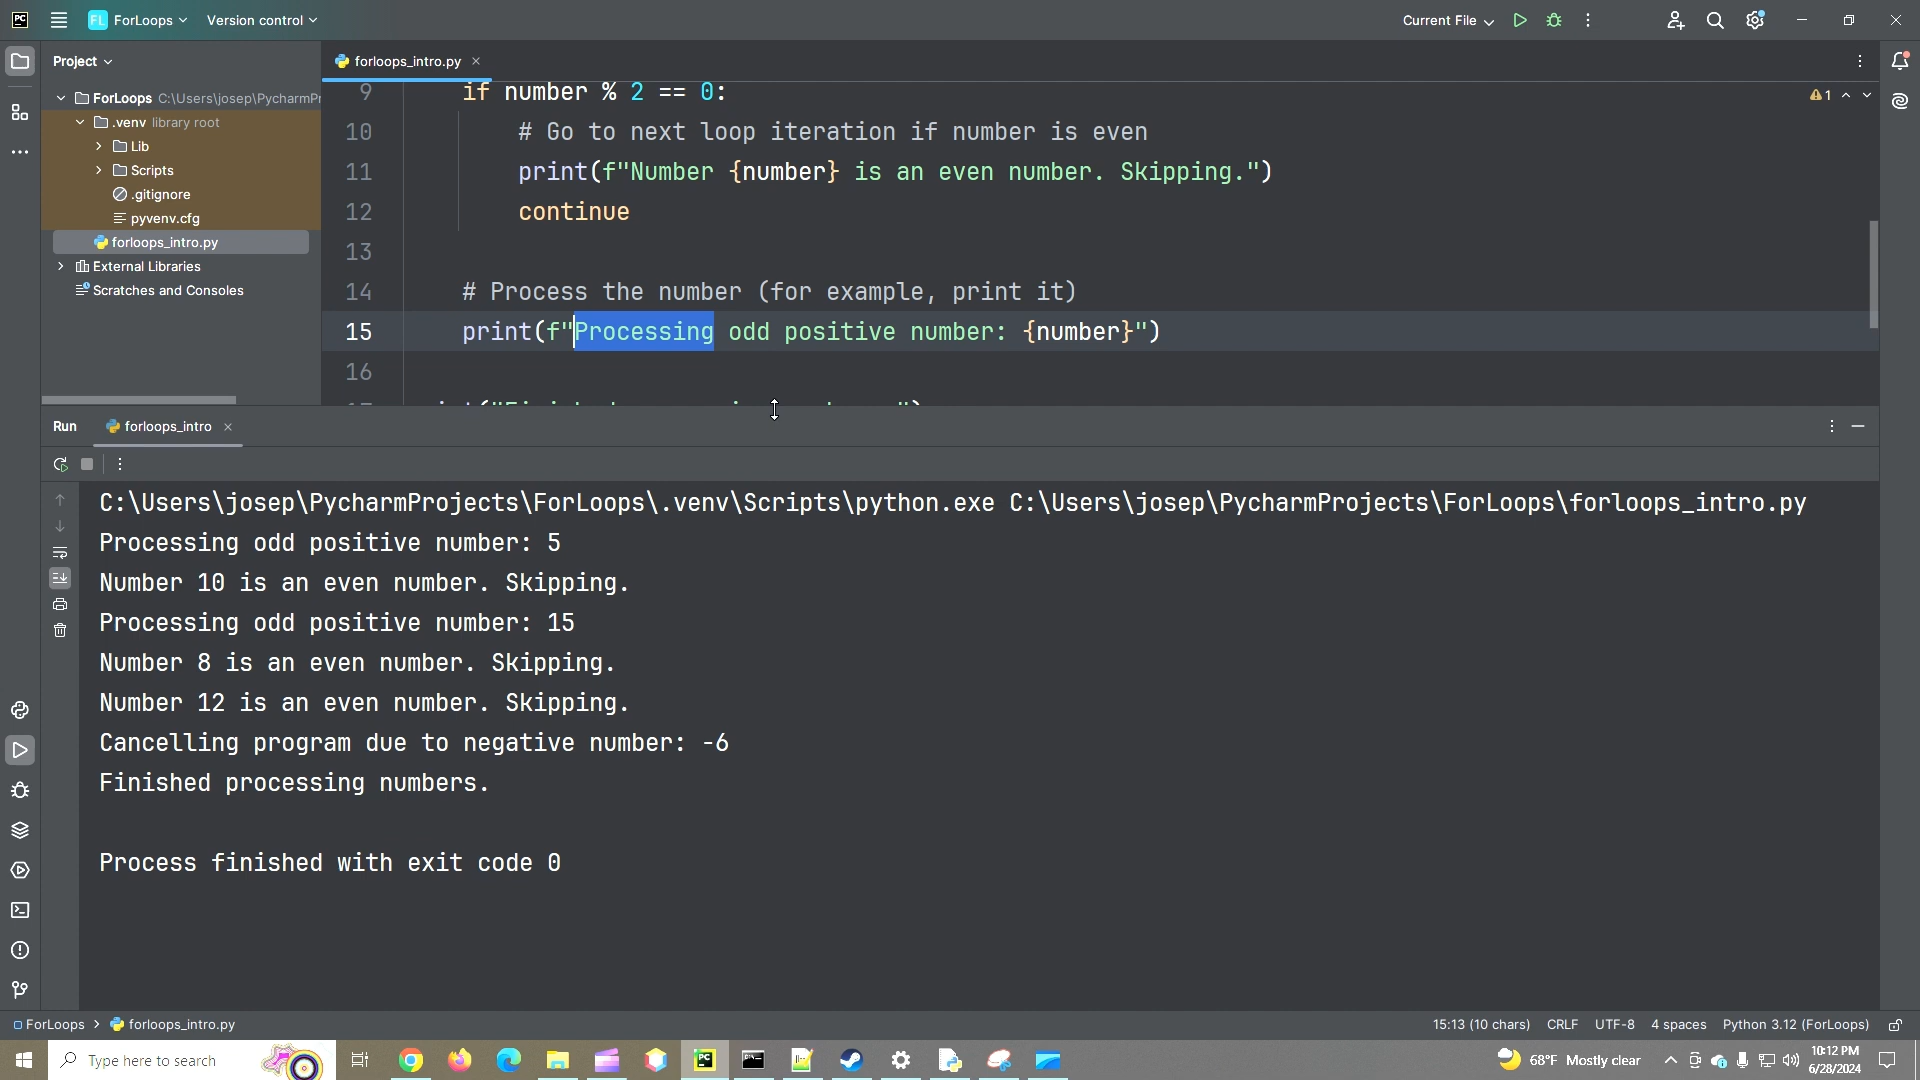 PC
FL ForLoops
Version control
Current File
Project
forloops_intro.py
ForLoops C:\Users\josep\PycharmPr
.venv library root
Lib
Scripts
.gitignore
pyvenv.cfg
forloops_intro.py
External Libraries
Scratches and Consoles
1
9 if number % 2 == 0:
10 # Go to next loop iteration if number is even
11 print(f"Number {number} is an even number. Skipping.")
12 continue
13
14 # Process the number (for example, print it)
15 print(f"Processing odd positive number: {number}")
16
Run forloops_intro
C:\Users\josep\PycharmProjects\ForLoops\.venv\Scripts\python.exe C:\Users\josep\PycharmProjects\ForLoops\forloops_intro.py
Processing odd positive number: 5
Number 10 is an even number. Skipping.
Processing odd positive number: 15
Number 8 is an even number. Skipping.
Number 12 is an even number. Skipping.
Cancelling program due to negative number: -6
Finished processing numbers.
Process finished with exit code 0
ForLoops > forloops_intro.py
15:13 (10 chars) CRLF UTF-8 4 spaces Python 3.12 (ForLoops)
Type here to search
PC
68°F Mostly clear
10:12 PM
6/28/2024